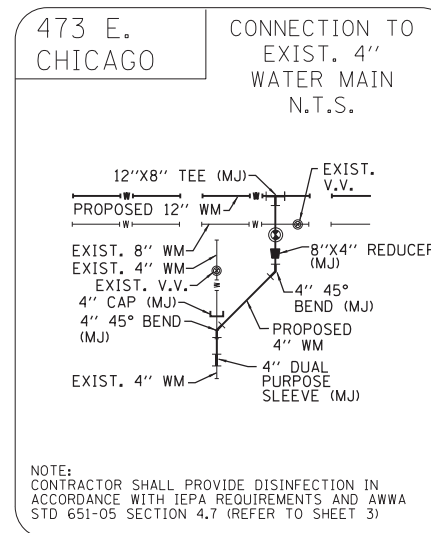 473 E.
CHICAGO
CONNECTION TO
EXIST. 4''
WATER MAIN
N.T.S.
12''X8'' TEE (MJ)
EXIST.
V.V.
W
W
PROPOSED 12'' WM
W
W
EXIST. 8'' WM
EXIST. 4'' WM
EXIST. V.V.
8''X4'' REDUCER
(MJ)
W
4'' CAP (MJ)
4'' 45° BEND
(MJ)
4'' 45°
BEND (MJ)
PROPOSED
4'' WM
EXIST. 4'' WM
4'' DUAL
PURPOSE
SLEEVE (MJ)
NOTE:
CONTRACTOR SHALL PROVIDE DISINFECTION IN
ACCORDANCE WITH IEPA REQUIREMENTS AND AWWA
STD 651-05 SECTION 4.7 (REFER TO SHEET 3)